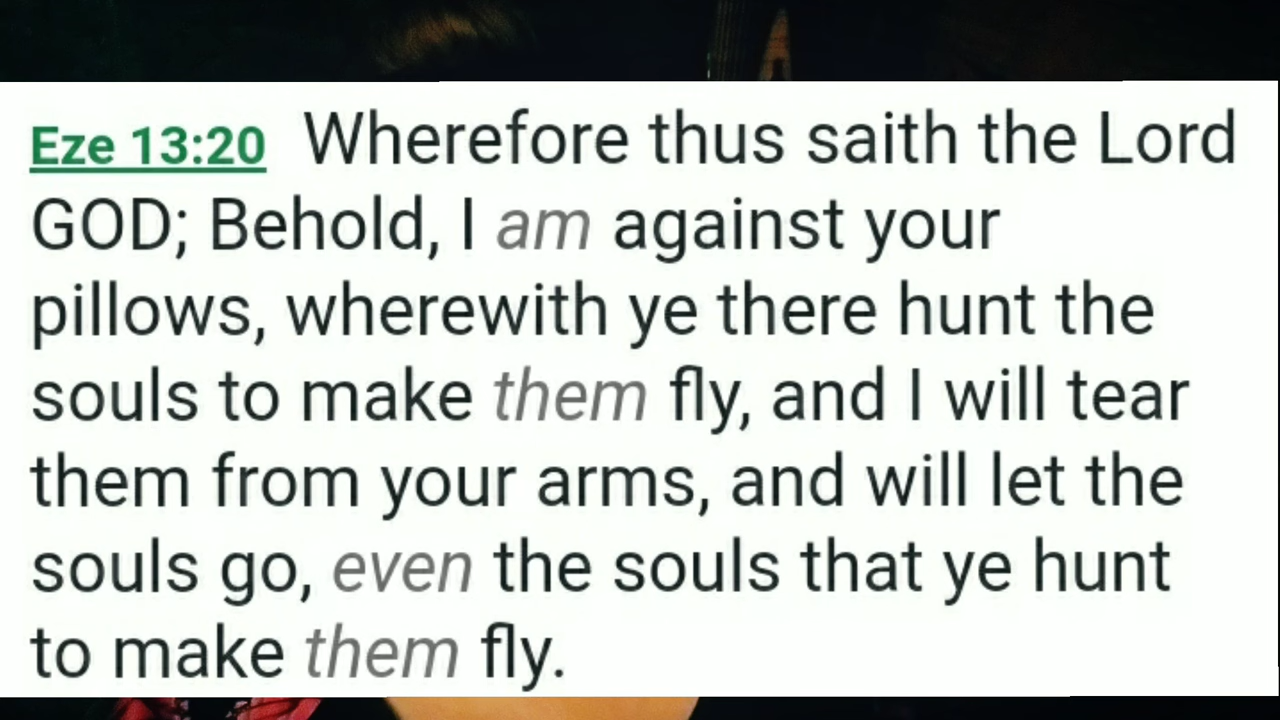 Eze 13:20 Wherefore thus saith the Lord
GOD; Behold, I am against your
pillows, wherewith ye there hunt the
souls to make them fly, and I will tear
them from your arms, and will let the
souls go, even the souls that ye hunt
to make them fly.